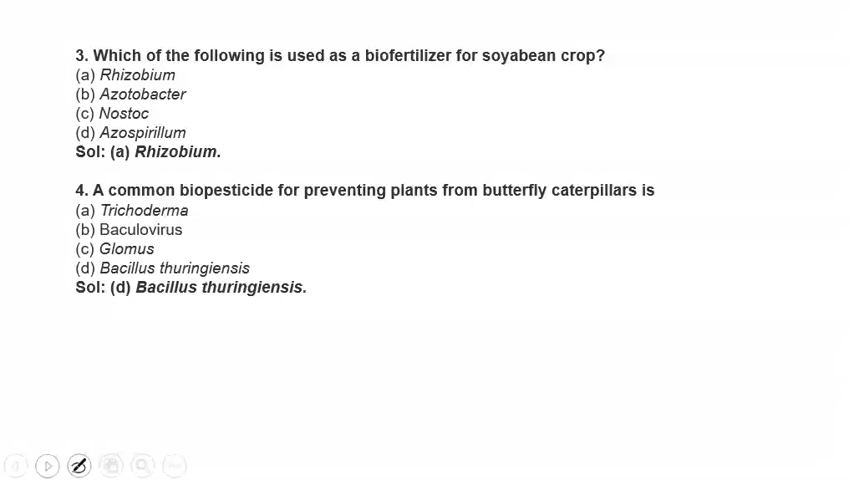 3. Which of the following is used as a biofertilizer for soyabean crop?
(a) Rhizobium
(b) Azotobacter
(c) Nostoc
(d) Azospirillum
Sol: (a) Rhizobium.
4. A common biopesticide for preventing plants from butterfly caterpillars is
(a) Trichoderma
(b) Baculovirus
(c) Glomus
(d) Bacillus thuringiensis
Sol: (d) Bacillus thuringiensis.